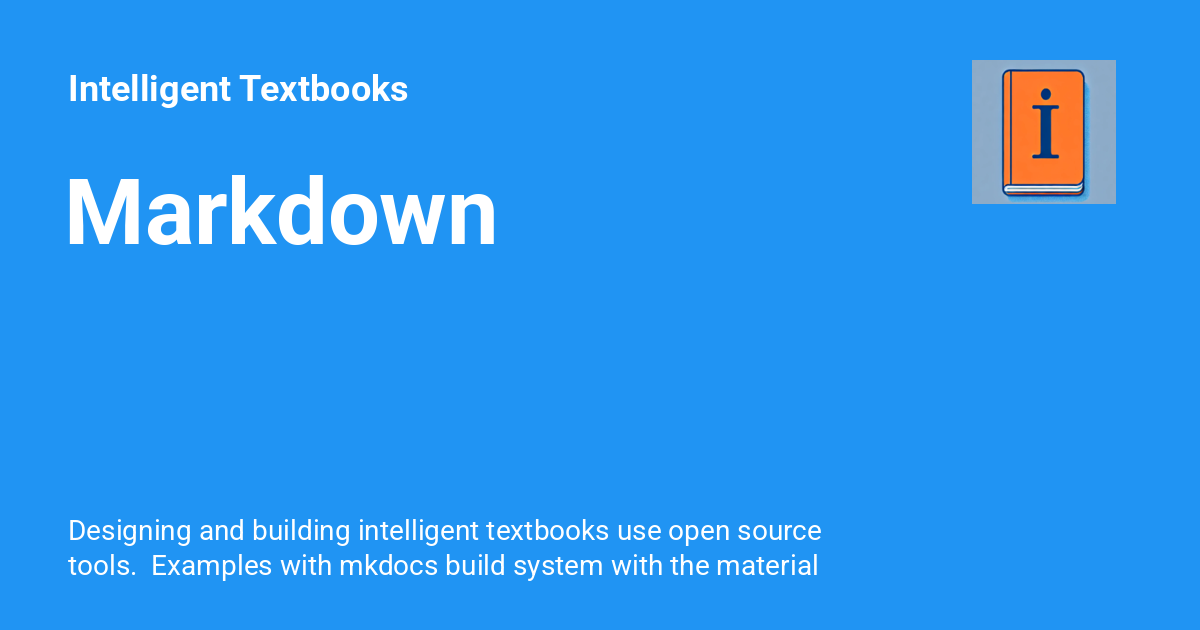 Intelligent Textbooks
i
Markdown
Designing and building intelligent textbooks use open source
tools.  Examples with mkdocs build system with the material